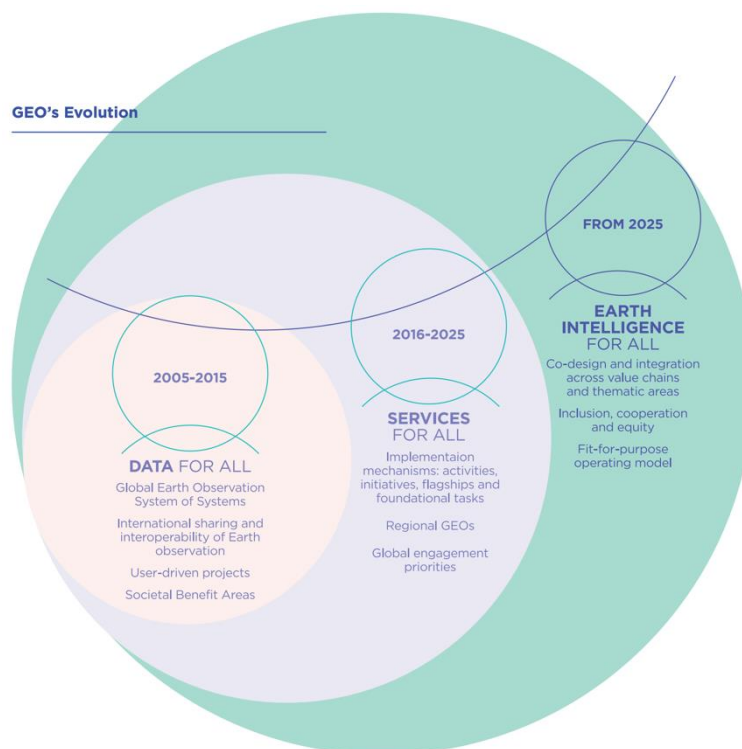 GEO's Evolution
2005-2015
DATA FOR ALL
Global Earth Observation
System of Systems
International sharing and
interoperability of Earth
observation
User-driven projects
Societal Benefit Areas
2016-2025
SERVICES
FOR ALL
Implementaion
mechanisms: activities,
initiatives, flagships and
foundational tasks
Regional GEOs
Global engagement
priorities
FROM 2025
EARTH
INTELLIGENCE
FOR ALL
Co-design and integration
across value chains
and thematic areas
Inclusion, cooperation
and equity
Fit-for-purpose
operating model